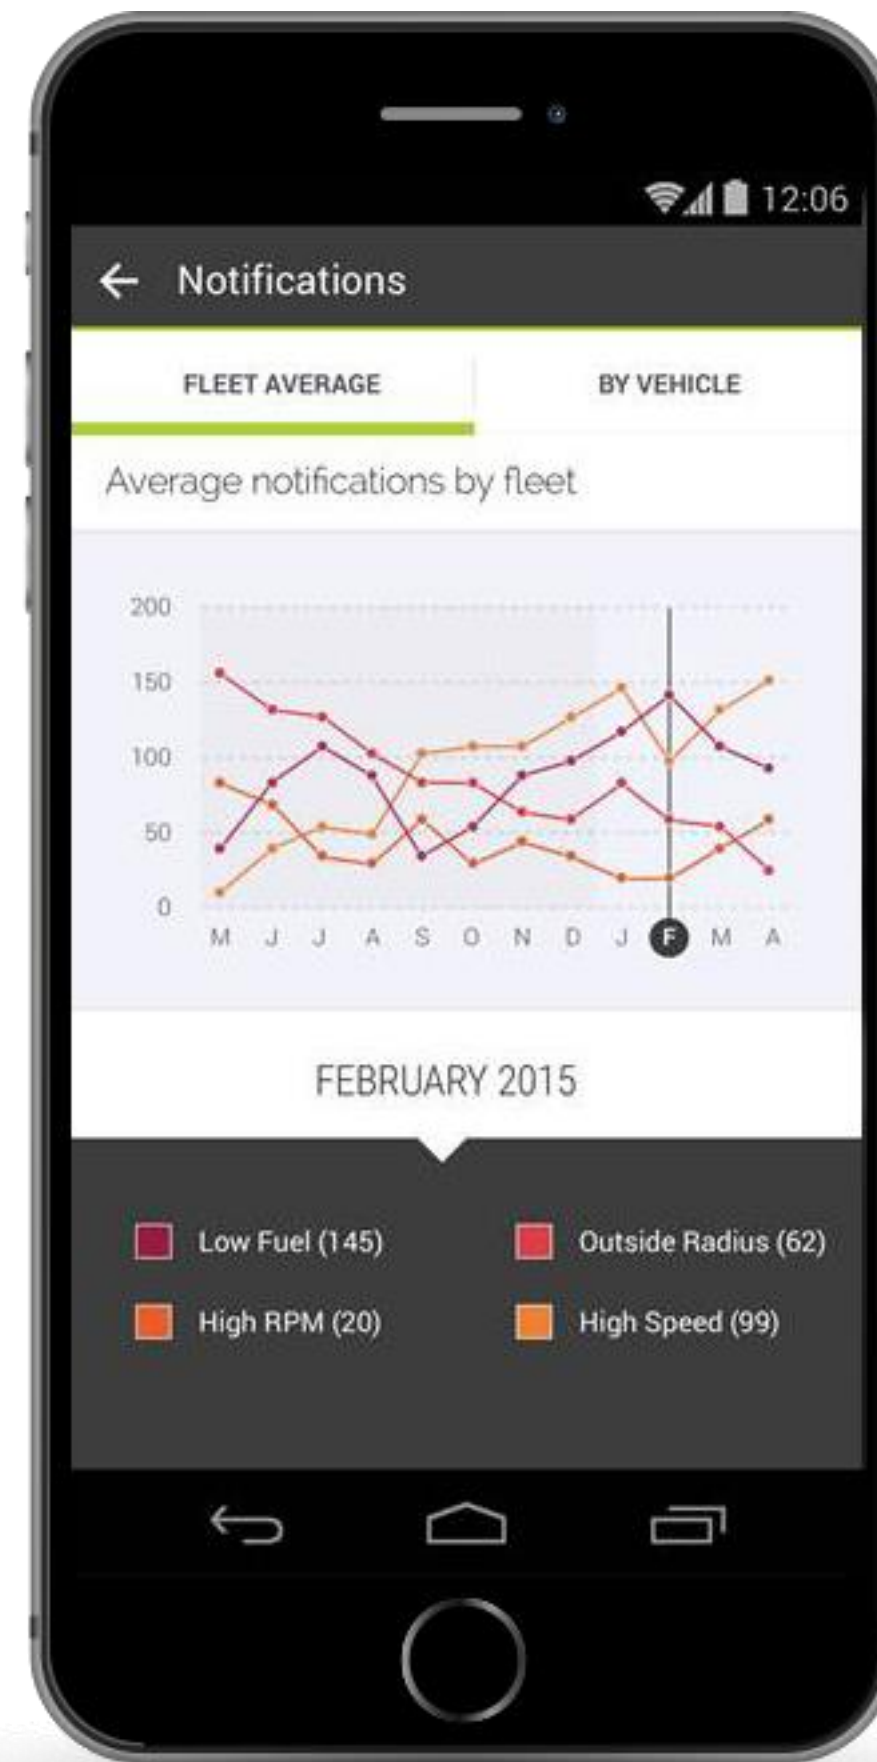 12:06
Notifications
FLEET AVERAGE BY VEHICLE
Average notifications by fleet
200
150
100
50
0
M J J A S O N D J F M A
FEBRUARY 2015
Low Fuel (145) Outside Radius (62)
High RPM (20) High Speed (99)